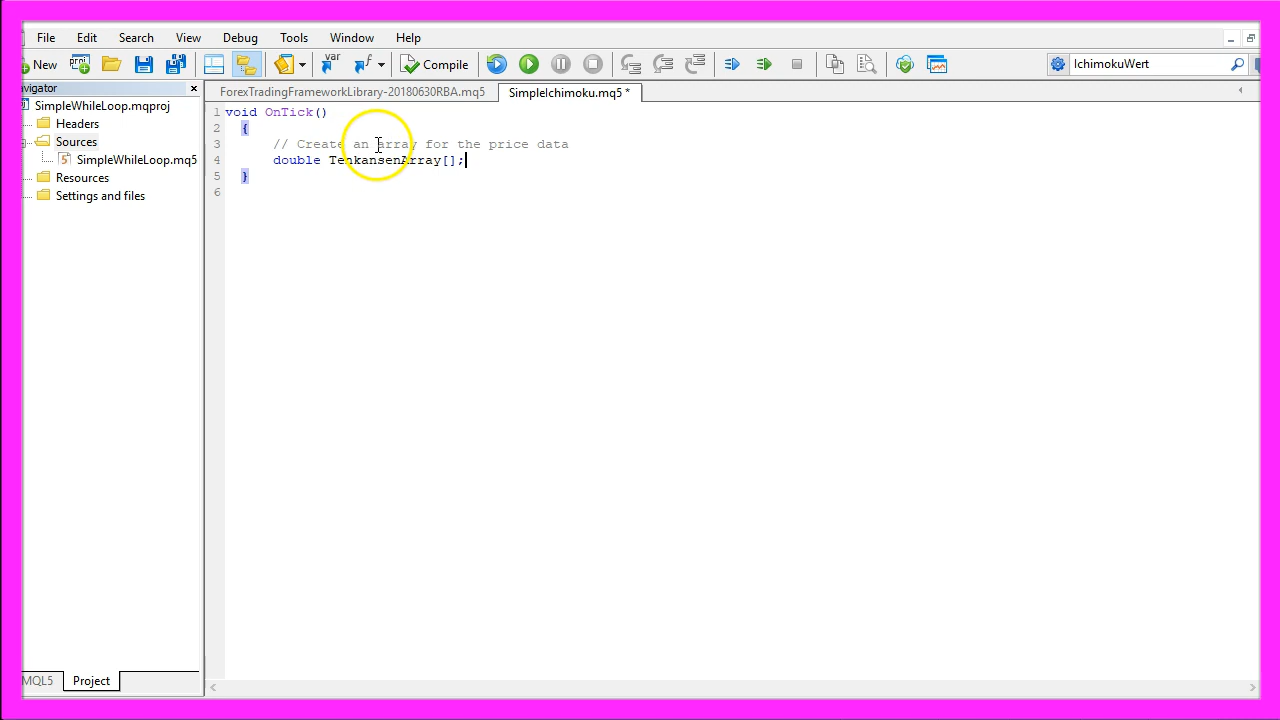 File Edit Search View Debug Tools Window Help
New Compile IchimokuWert
avigator
ForexTradingFrameworkLibrary-20180630RBA.mq5 SimpleIchimoku.mq5 *
SimpleWhileLoop.mqproj
Headers
Sources
SimpleWhileLoop.mq5
Resources
Settings and files
1 void OnTick()
2 {
3 // Create an array for the price data
4 double TenkansenArray[];
5 }
6
MQL5 Project